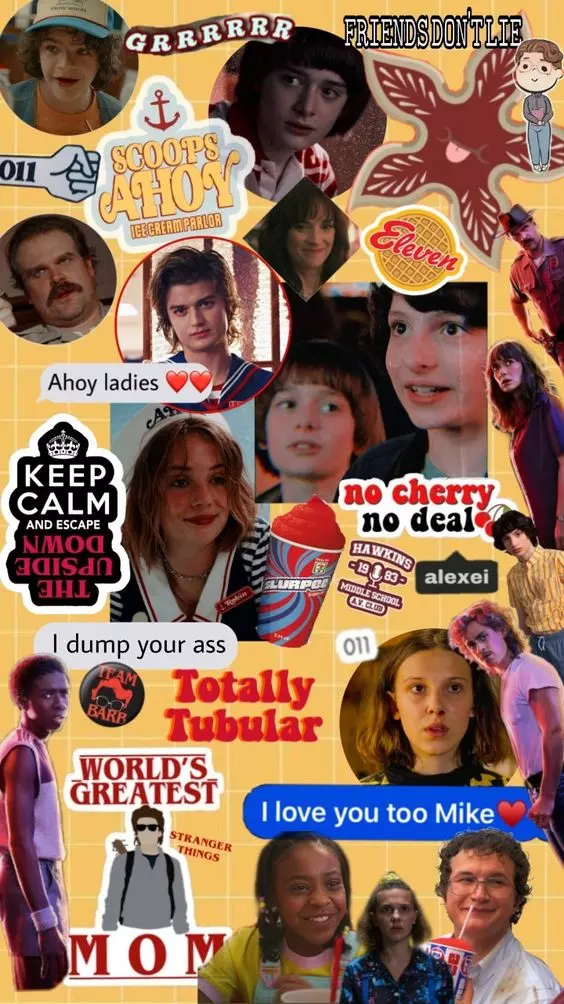 GRRRRRR
FRIENDS DON'T LIE
011
SCOOPS
AHOY
ICE CREAM PARLOR
Eleven
Ahoy ladies ❤️❤️
KEEP
CALM
AND ESCAPE
THE
UPSIDE
DOWN
no cherry
no deal
HAWKINS
-1983-
MIDDLE SCHOOL
A.V. CLUB
alexei
Robin
SLURPEE
I dump your ass
011
TEAM
BARB
Totally
Tubular
WORLD'S
GREATEST
STRANGER
THINGS
MOM
I love you too Mike❤️